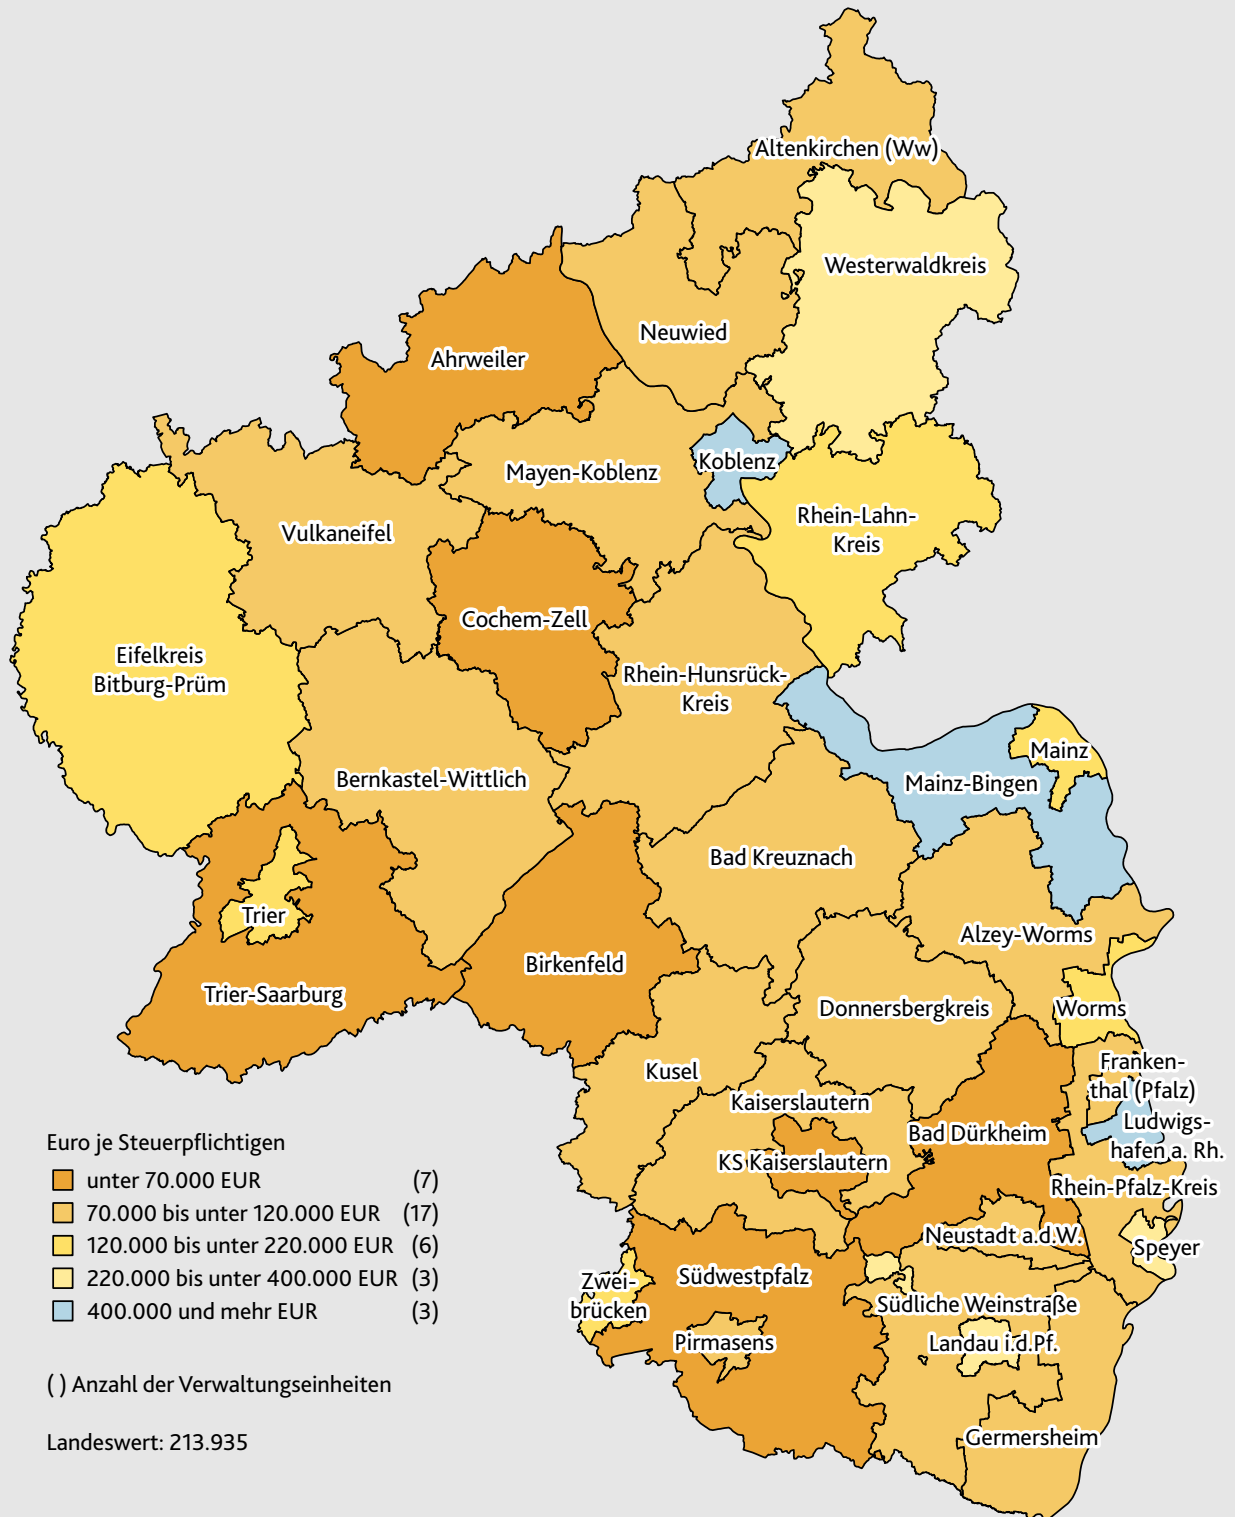 Altenkirchen (Ww)
Westerwaldkreis
Neuwied
Ahrweiler
Koblenz
Mayen-Koblenz
Rhein-Lahn-
Kreis
Vulkaneifel
Cochem-Zell
Eifelkreis
Bitburg-Prüm
Rhein-Hunsrück-
Kreis
Mainz
Bernkastel-Wittlich
Mainz-Bingen
Bad Kreuznach
Trier
Alzey-Worms
Birkenfeld
Trier-Saarburg
Donnersbergkreis
Worms
Kusel
Franken-
thal (Pfalz)
Kaiserslautern
Ludwigs-
hafen a. Rh.
Bad Dürkheim
KS Kaiserslautern
Rhein-Pfalz-Kreis
Neustadt a.d.W.
Speyer
Zwei-
brücken
Südwestpfalz
Südliche Weinstraße
Pirmasens
Landau i.d.Pf.
Germersheim
Euro je Steuerpflichtigen
unter 70.000 EUR (7)
70.000 bis unter 120.000 EUR (17)
120.000 bis unter 220.000 EUR (6)
220.000 bis unter 400.000 EUR (3)
400.000 und mehr EUR (3)
( ) Anzahl der Verwaltungseinheiten
Landeswert: 213.935